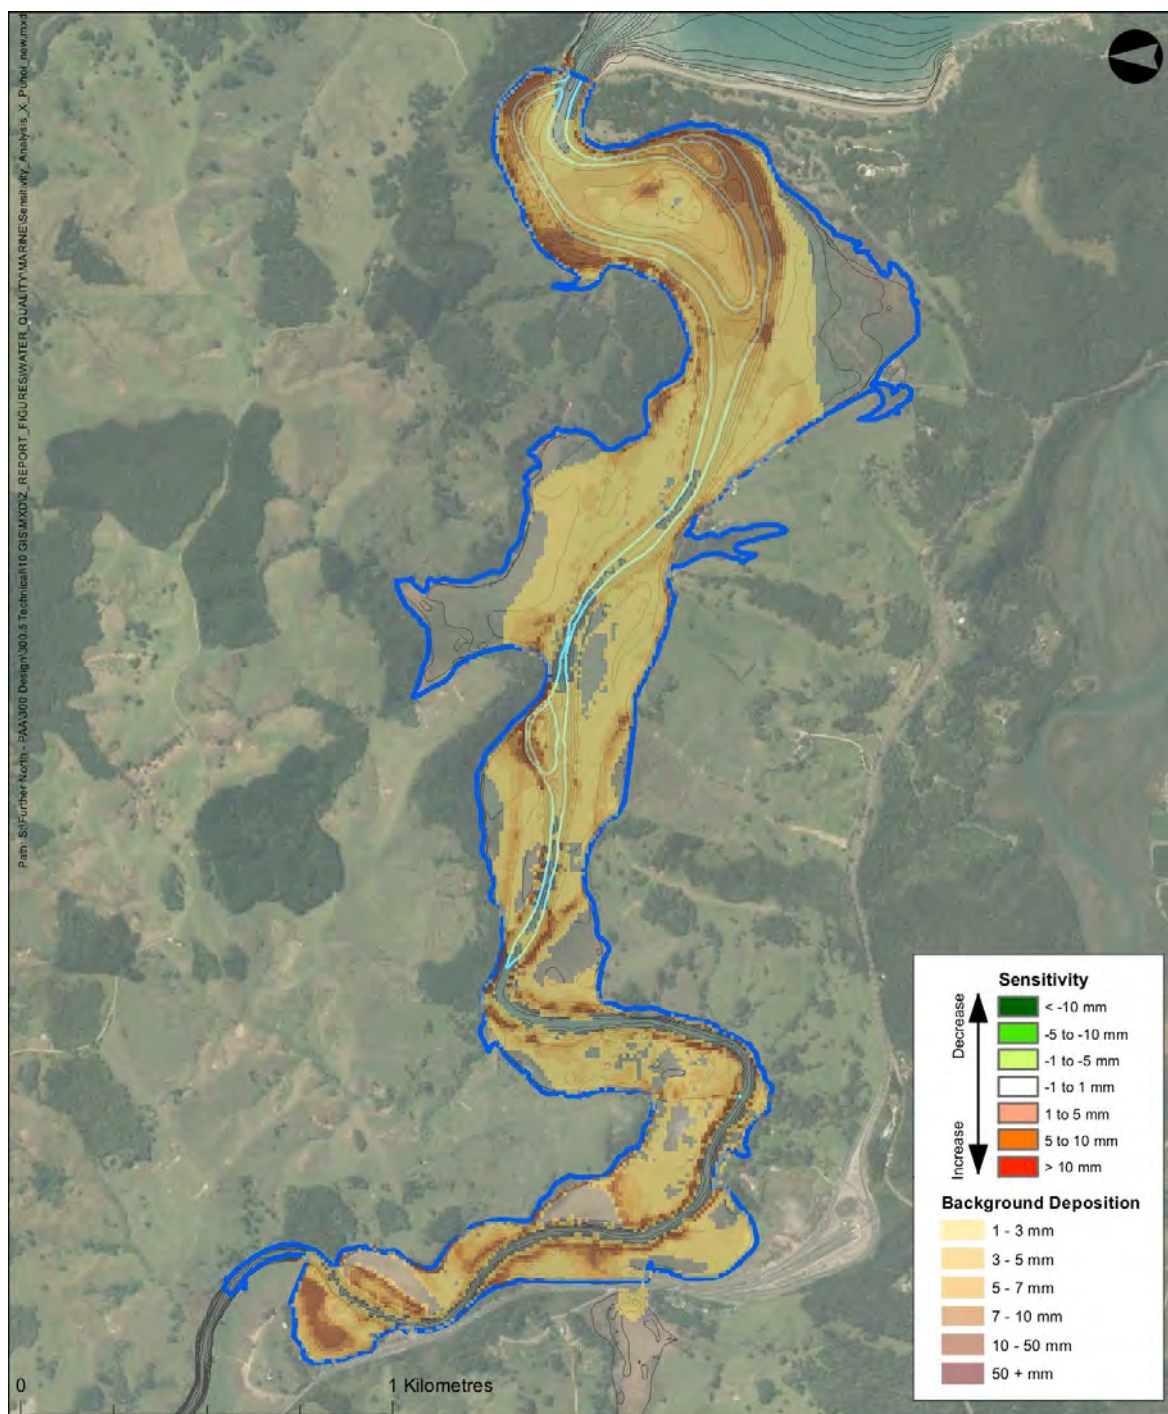 Path: S:\Further North - PAA\300 Design\300.5 Technical\10 GIS\MXD\Z_REPORT_FIGURES\WATER_QUALITY\MARINE\Sensitivity_Analysis_X_Puhoi_new.mxd
Sensitivity
Decrease
Increase
< -10 mm
-5 to -10 mm
-1 to -5 mm
-1 to 1 mm
1 to 5 mm
5 to 10 mm
> 10 mm
Background Deposition
1 - 3 mm
3 - 5 mm
5 - 7 mm
7 - 10 mm
10 - 50 mm
50 + mm
0
1 Kilometres